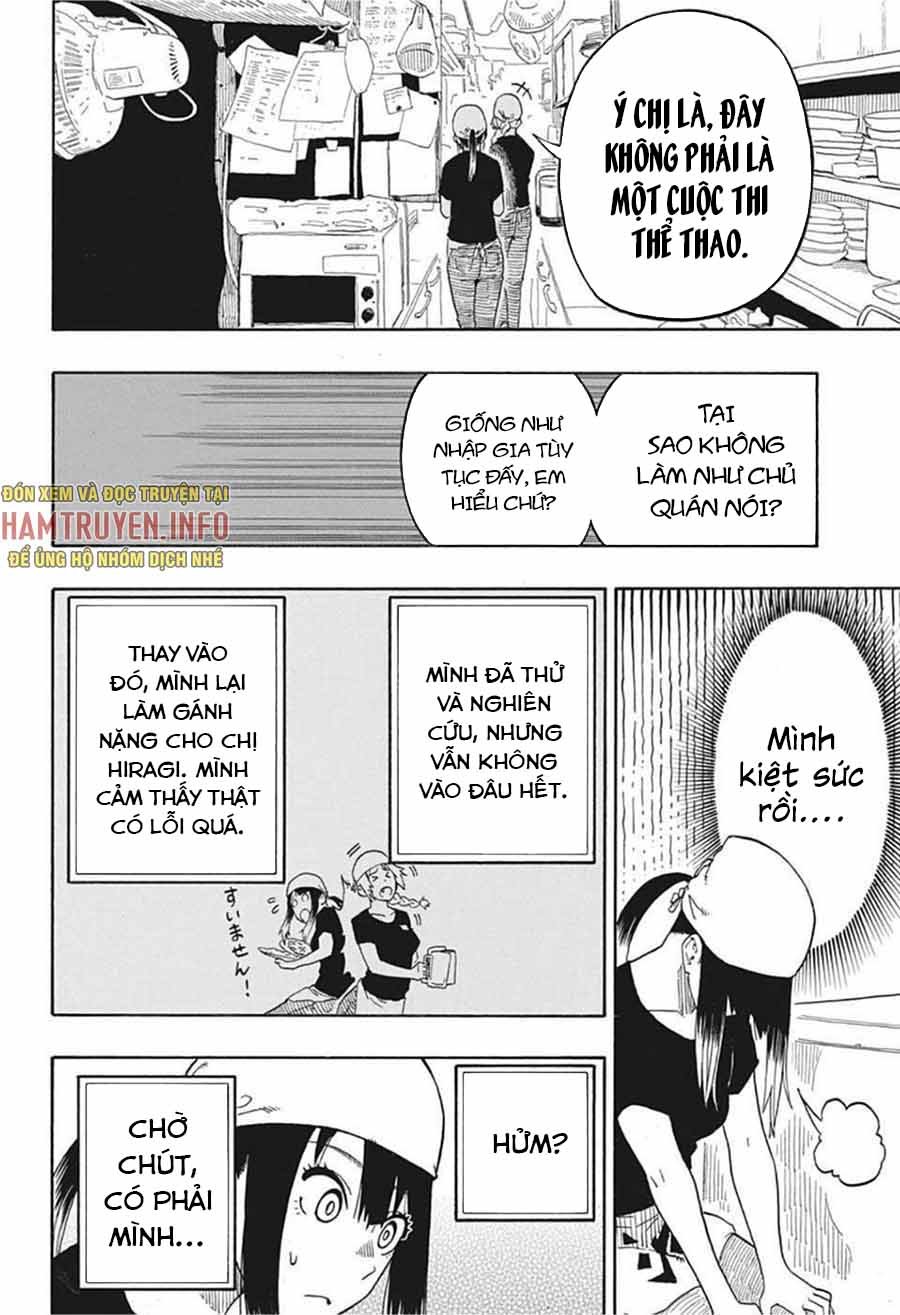 Ý CHỊ LÀ, ĐÂY
KHÔNG PHẢI LÀ
MỘT CUỘC THI
THỂ THAO.
TẠI
SAO KHÔNG
LÀM NHƯ CHỦ
QUÁN NÓI?
GIỐNG NHƯ
NHẬP GIA TÙY
TỤC ĐẤY, EM
HIỂU CHỨ?
ĐÓN XEM VÀ ĐỌC TRUYỆN TẠI
HAMTRUYEN.INFO
ĐỂ ỦNG HỘ NHÓM DỊCH NHÉ
Mình
kiệt sức
rồi....
MÌNH ĐÃ THỬ
VÀ NGHIÊN
CỨU, NHƯNG
VẪN KHÔNG
VÀO ĐÂU HẾT.
THAY VÀO
ĐÓ, MÌNH LẠI
LÀM GÁNH
NẶNG CHO CHỊ
HIRAGI. MÌNH
CẢM THẤY THẬT
CÓ LỖI QUÁ.
すいません!
HỬM?
CHỜ
CHÚT,
CÓ PHẢI
MÌNH...